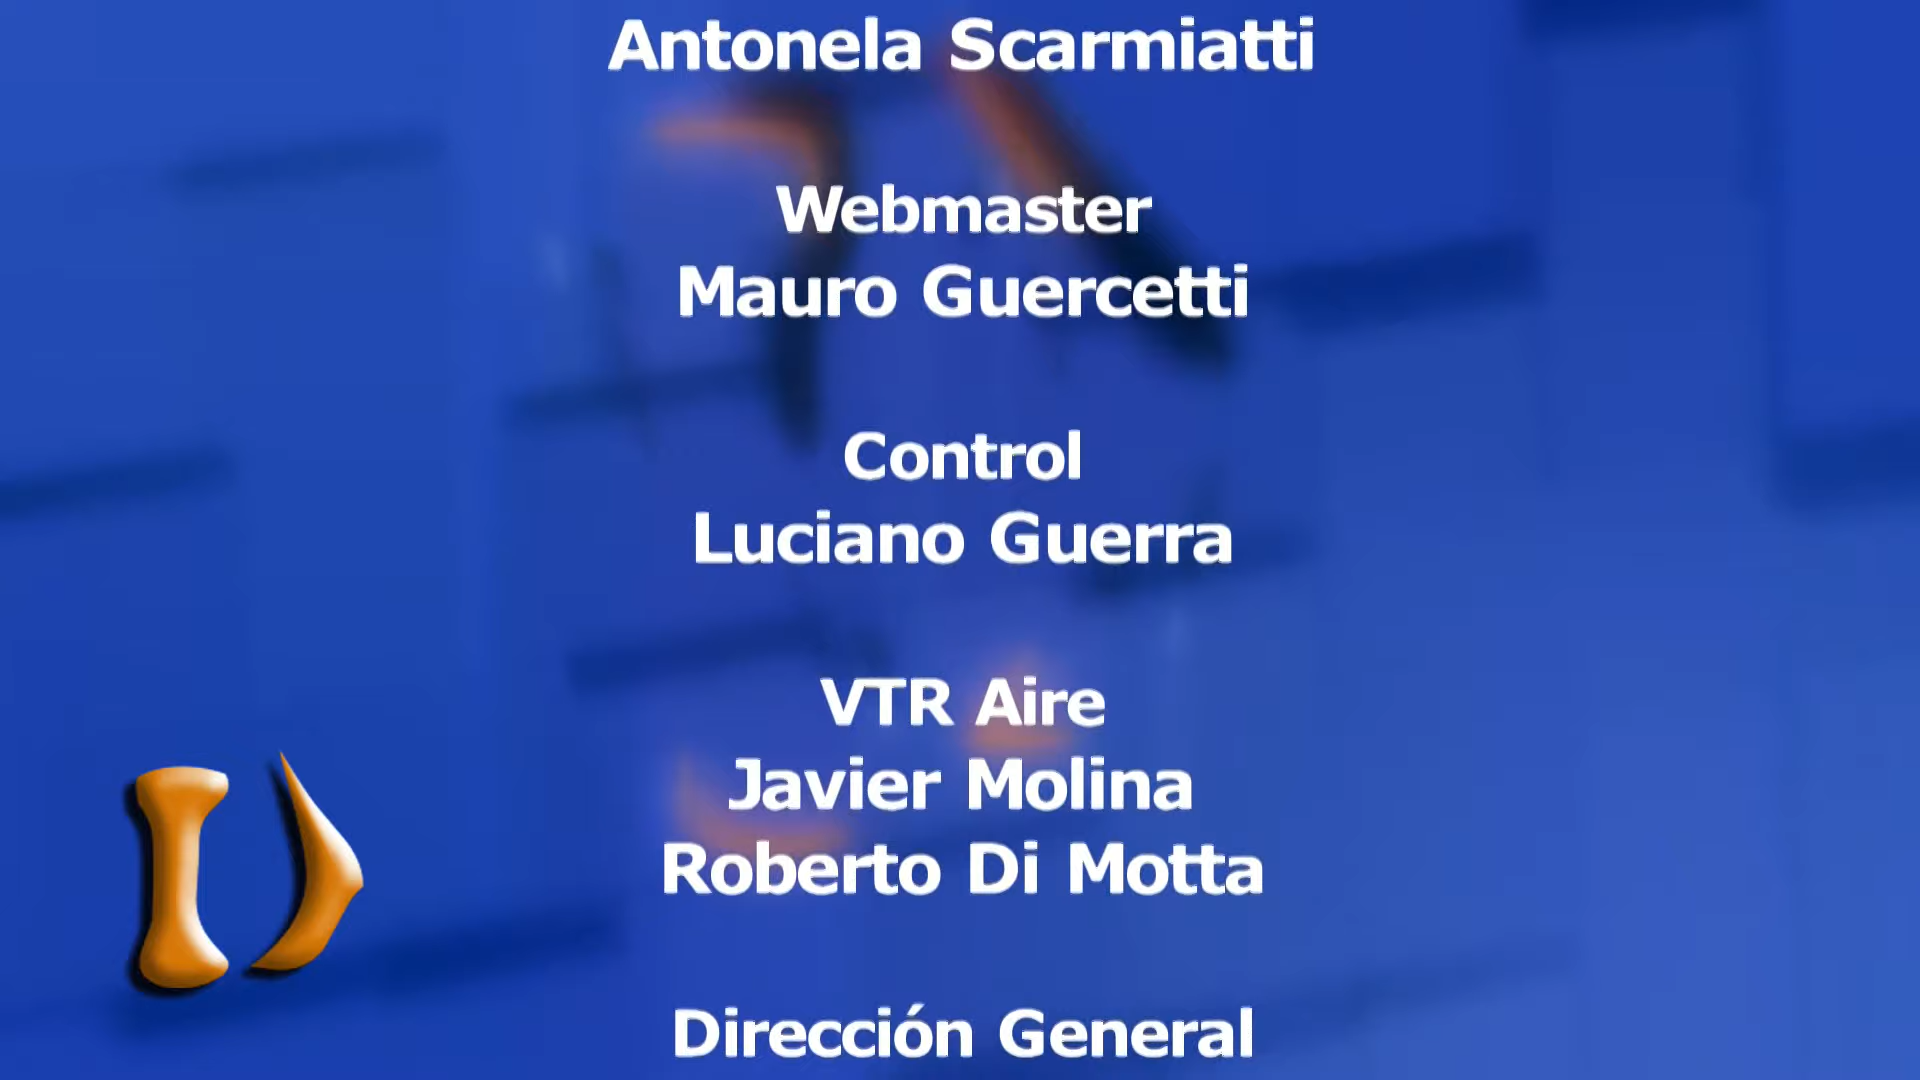 Antonela Scarmiatti
Webmaster
Mauro Guercetti
Control
Luciano Guerra
VTR Aire
Javier Molina
Roberto Di Motta
Dirección General